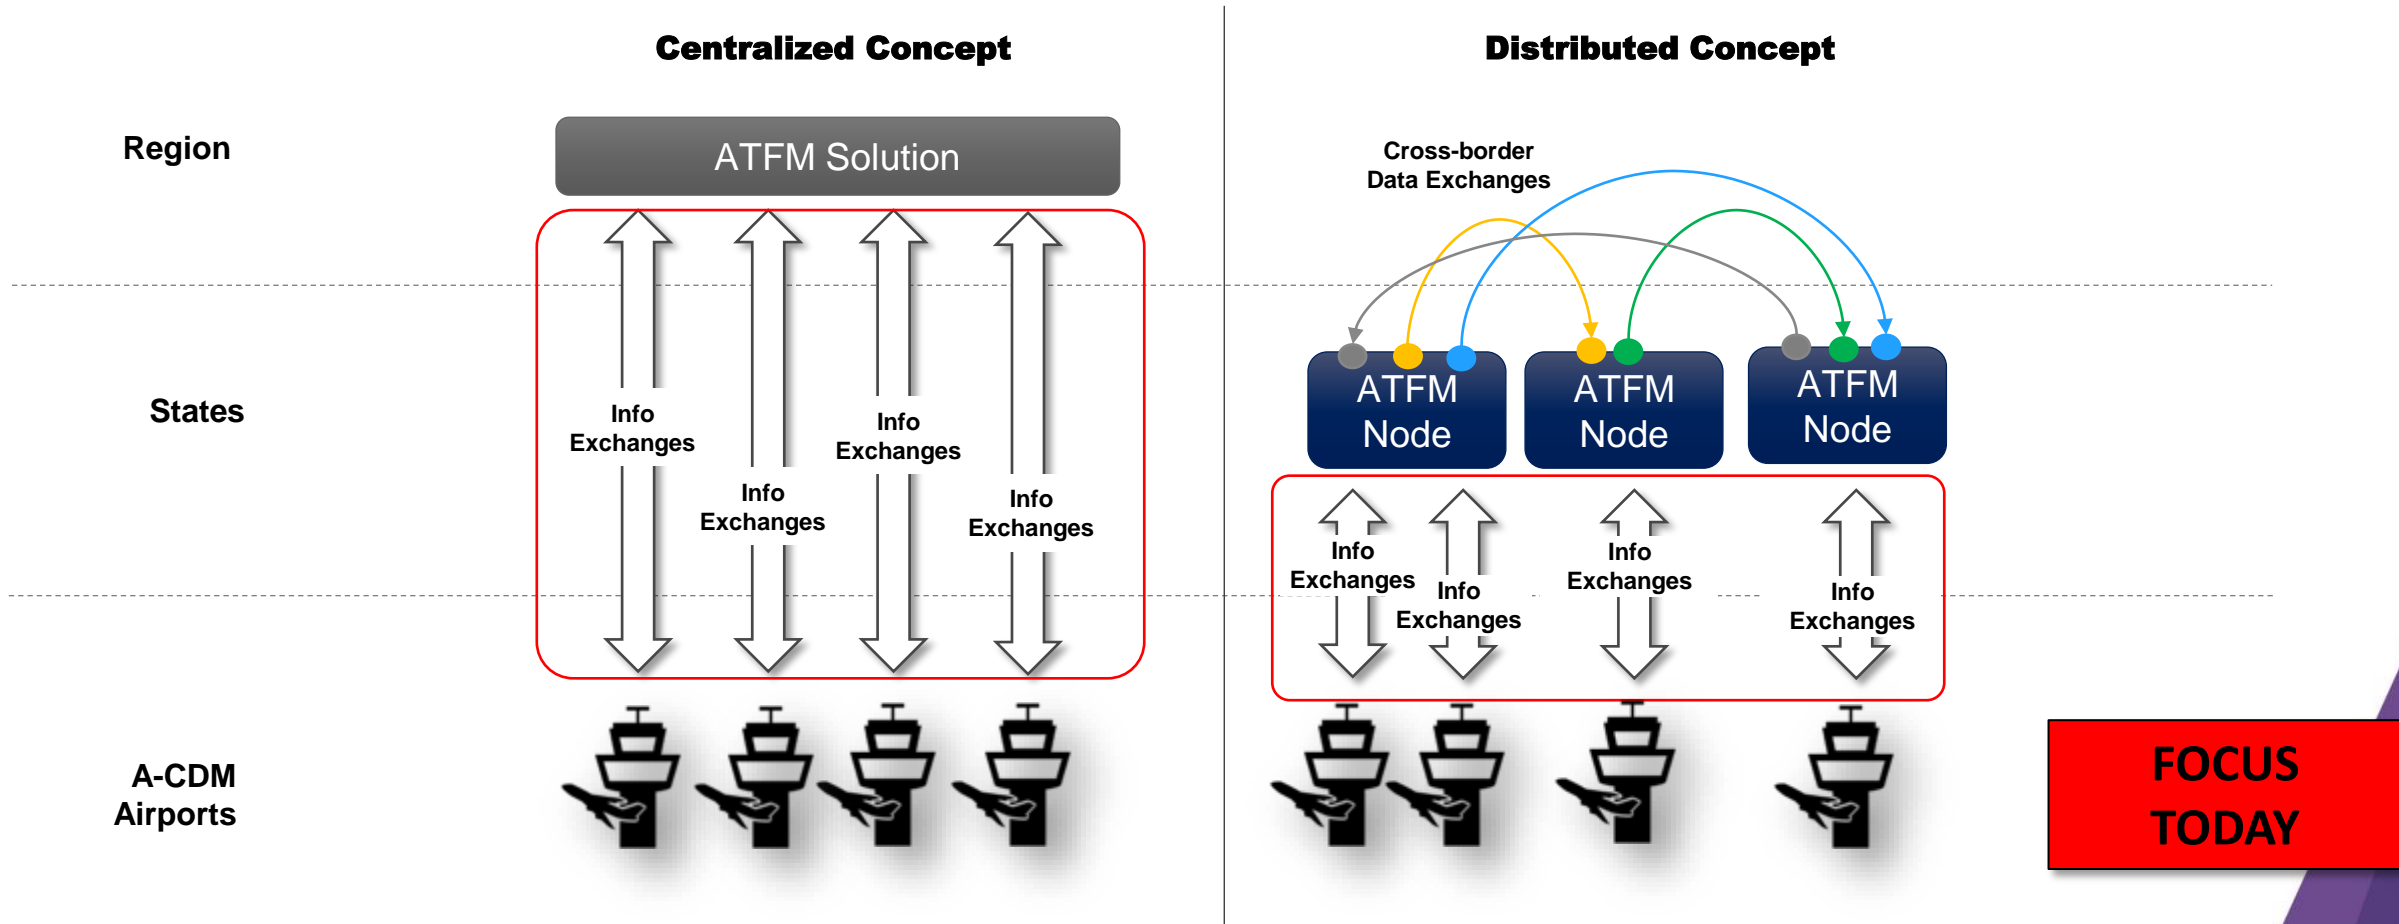 Centralized Concept
Distributed Concept
Region
ATFM Solution
Cross-border
Data Exchanges
States
Info
Exchanges
Info
Exchanges
Info
Exchanges
Info
Exchanges
ATFM
Node
ATFM
Node
ATFM
Node
Info
Exchanges
Info
Exchanges
Info
Exchanges
Info
Exchanges
A-CDM
Airports
FOCUS
TODAY